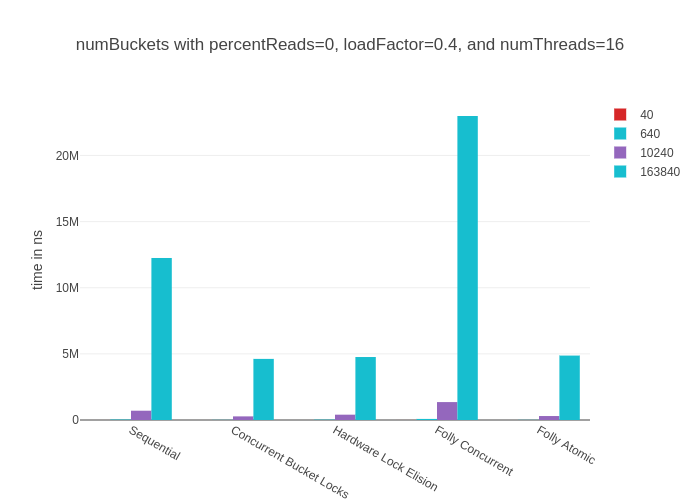 numBuckets with percentReads=0, loadFactor=0.4, and numThreads=16
40
640
10240
163840
time in ns
20M
15M
10M
5M
0
Sequential
Concurrent Bucket Locks
Hardware Lock Elision
Folly Concurrent
Folly Atomic